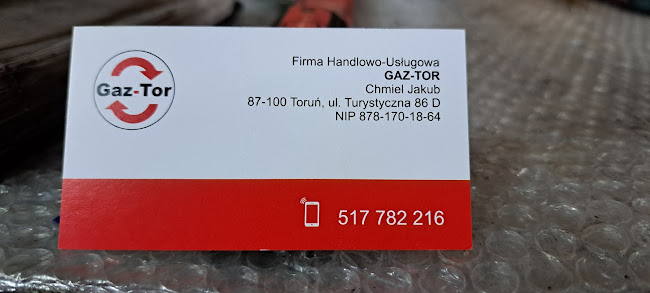 Gaz-Tor
Firma Handlowo-Usługowa
GAZ-TOR
Chmiel Jakub
87-100 Toruń, ul. Turystyczna 86 D
NIP 878-170-18-64
517 782 216